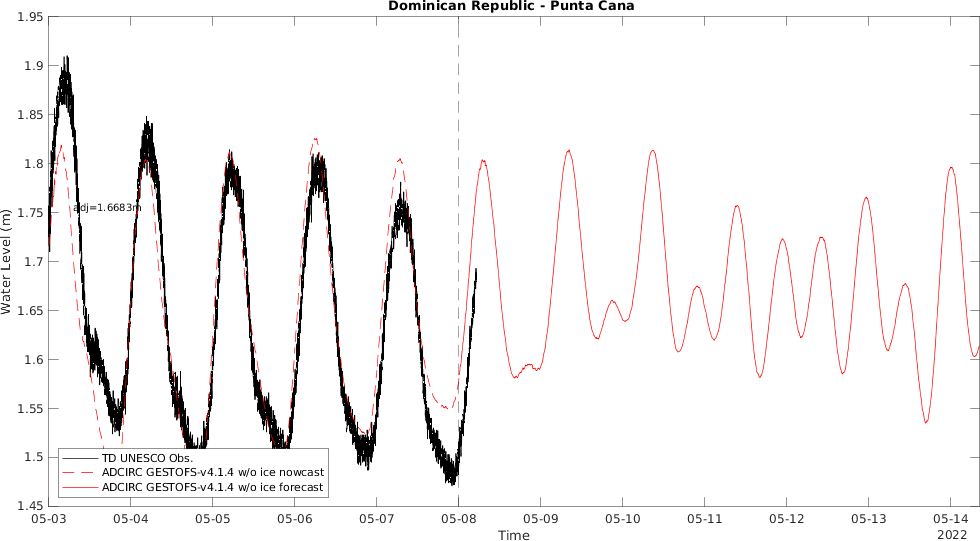 Dominican Republic - Punta Cana
1.95
1.9
1.85
1.8
1.75
1.7
1.65
1.6
1.55
1.5
1.45
Water Level (m)
adj=1.6683m
TD UNESCO Obs.
ADCIRC GESTOFS-v4.1.4 w/o ice nowcast
ADCIRC GESTOFS-v4.1.4 w/o ice forecast
05-03 05-04 05-05 05-06 05-07 05-08 05-09 05-10 05-11 05-12 05-13 05-14
Time
2022